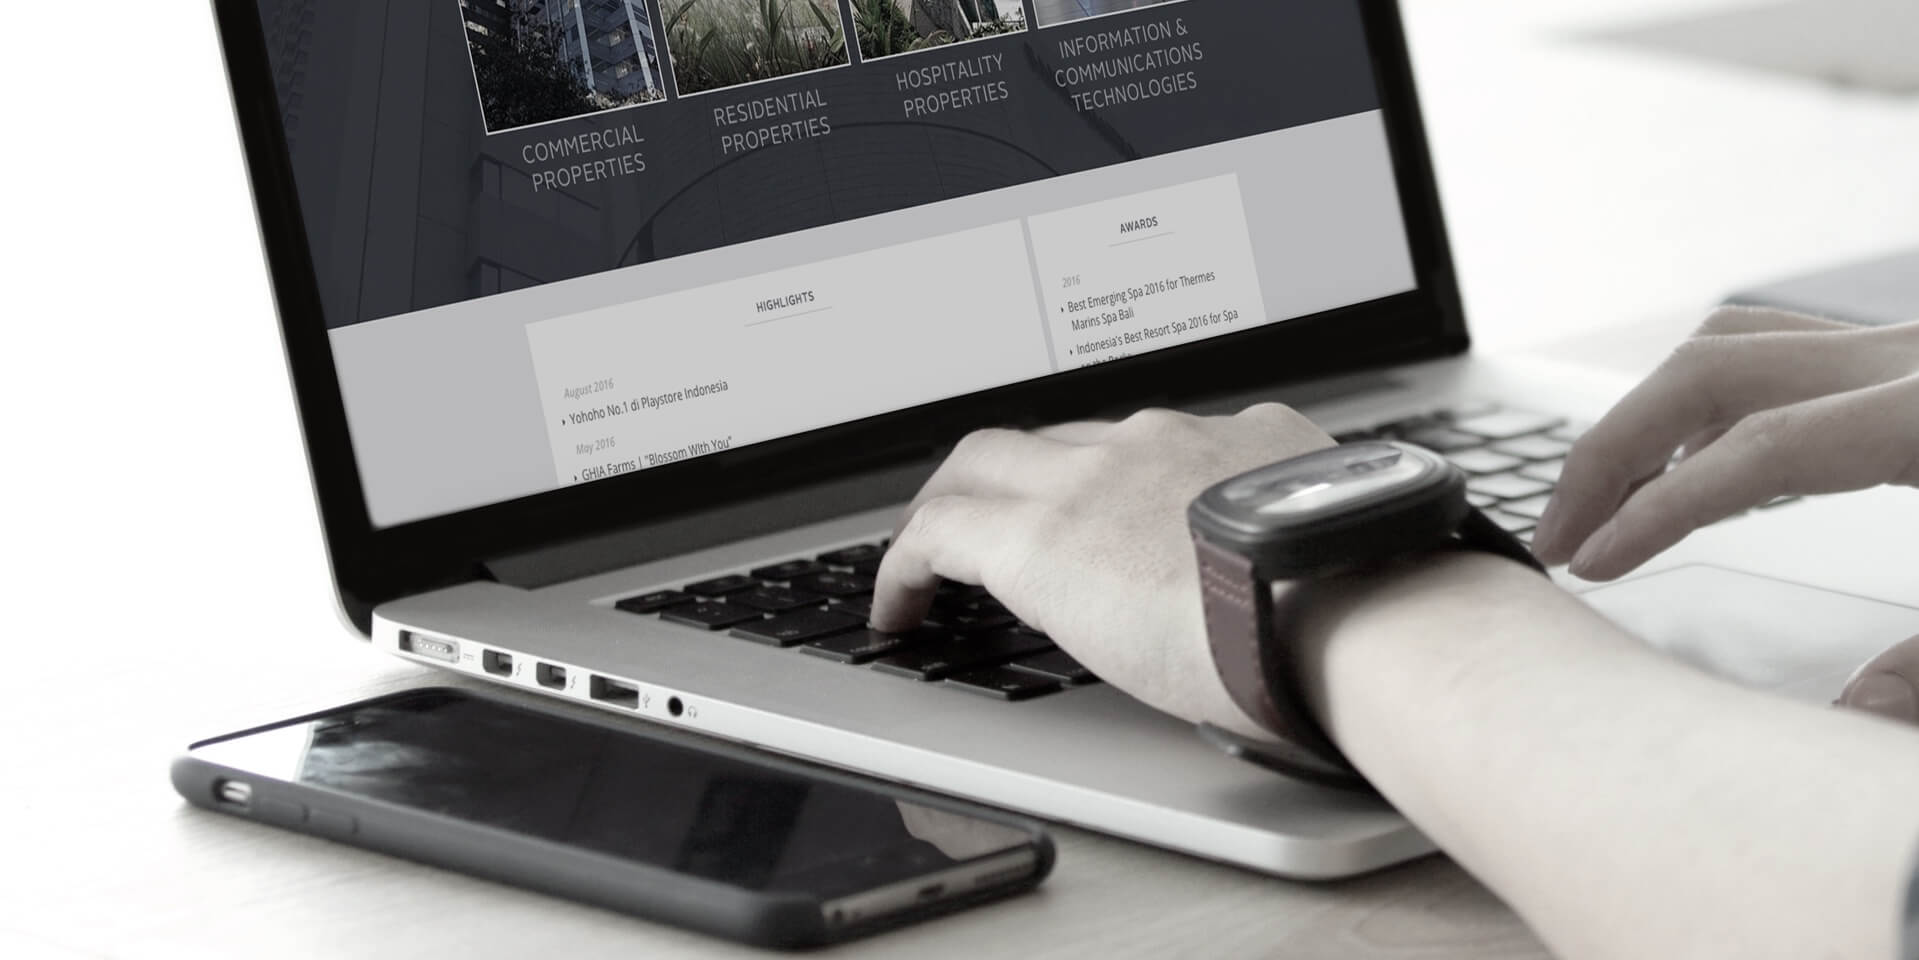 COMMERCIAL
PROPERTIES
RESIDENTIAL
PROPERTIES
HOSPITALITY
PROPERTIES
INFORMATION &
COMMUNICATIONS
TECHNOLOGIES
HIGHLIGHTS
August 2016
Yohoho No.1 di Playstore Indonesia
May 2016
GHIA Farms | "Blossom With You"
AWARDS
2016
Best Emerging Spa 2016 for Thermes
Marins Spa Bali
Indonesia's Best Resort Spa 2016 for Spa